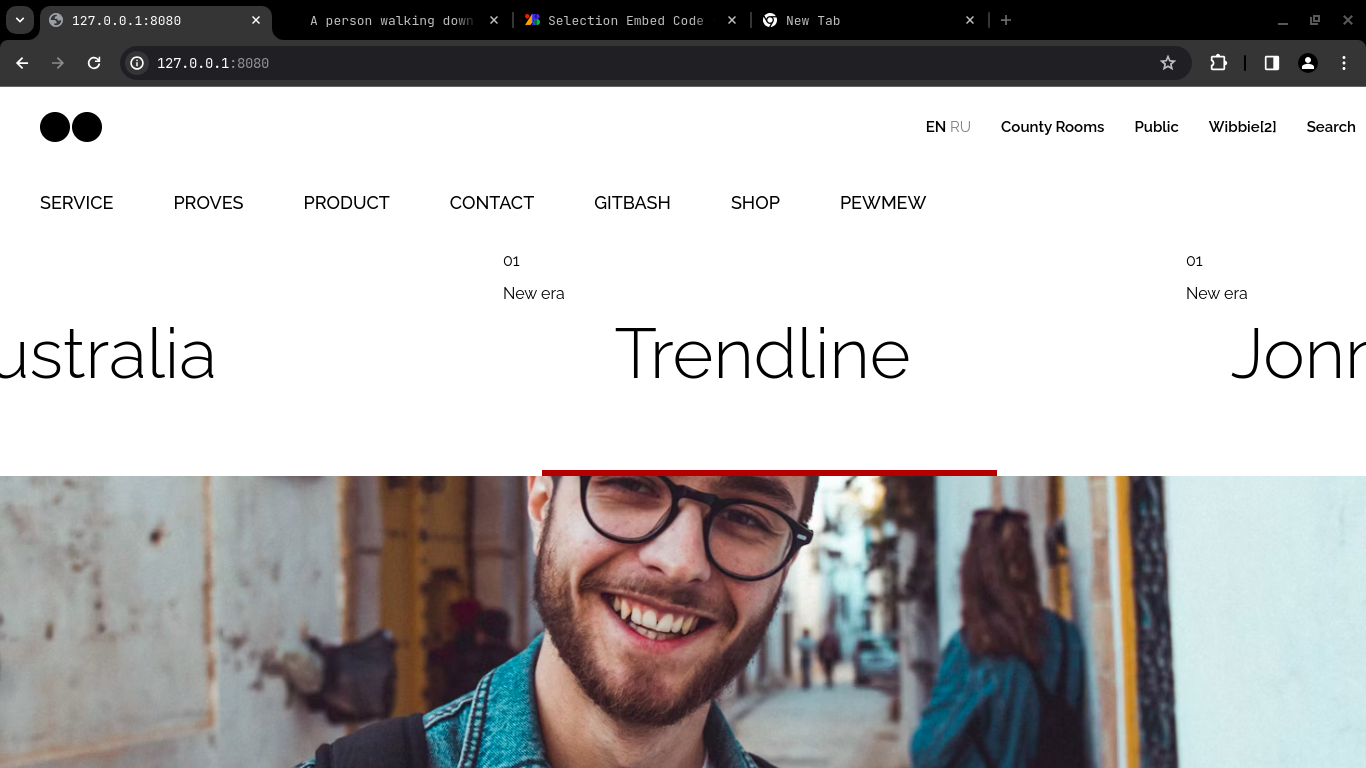 127.0.0.1:8080
A person walking down
Selection Embed Code
New Tab
127.0.0.1:8080
EN RU County Rooms Public Wibbie[2] Search
SERVICE PROVES PRODUCT CONTACT GITBASH SHOP PEWMEW
01 01
New era New era
ustralia Trendline Jonr